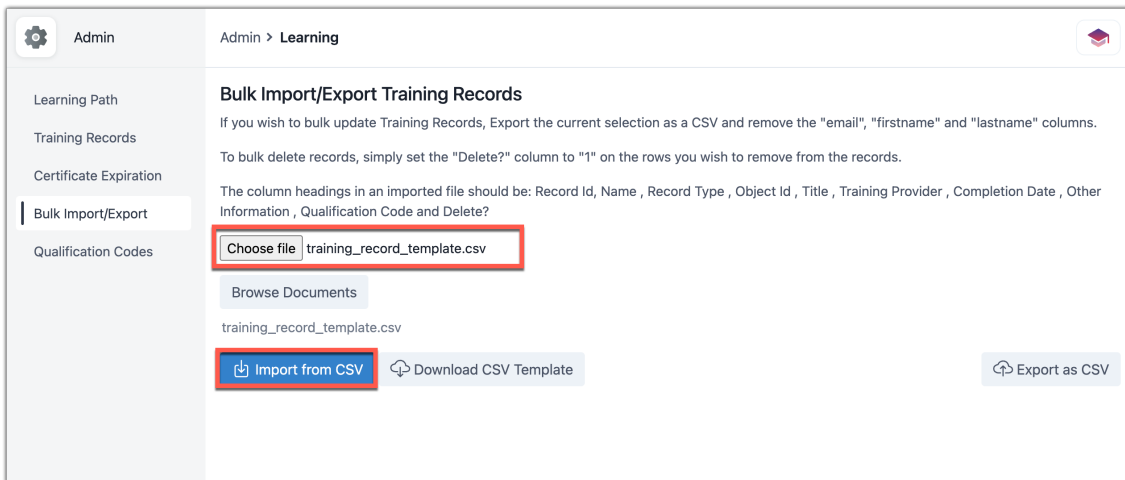 Admin
Admin > Learning
Learning Path
Training Records
Certificate Expiration
Bulk Import/Export
Qualification Codes
Bulk Import/Export Training Records
If you wish to bulk update Training Records, Export the current selection as a CSV and remove the "email", "firstname" and "lastname" columns.
To bulk delete records, simply set the "Delete?" column to "1" on the rows you wish to remove from the records.
The column headings in an imported file should be: Record Id, Name , Record Type , Object Id , Title , Training Provider , Completion Date , Other
Information , Qualification Code and Delete?
Choose file training_record_template.csv
Browse Documents
training_record_template.csv
Import from CSV Download CSV Template Export as CSV